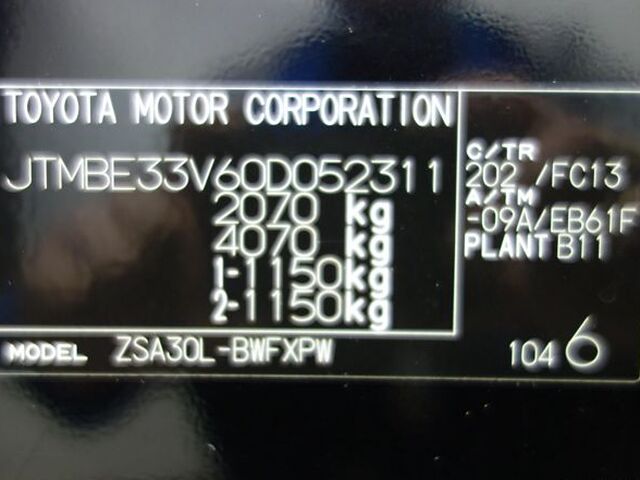 TOYOTA MOTOR CORPORATION
JTMBE33V60D052311
2070 kg
4070 kg
1-1150kg
2-1150kg
C/TR
202 /FC13
A/TM
-09A/EB61F
PLANT B11
MODEL ZSA30L-BWFXPW
104 6